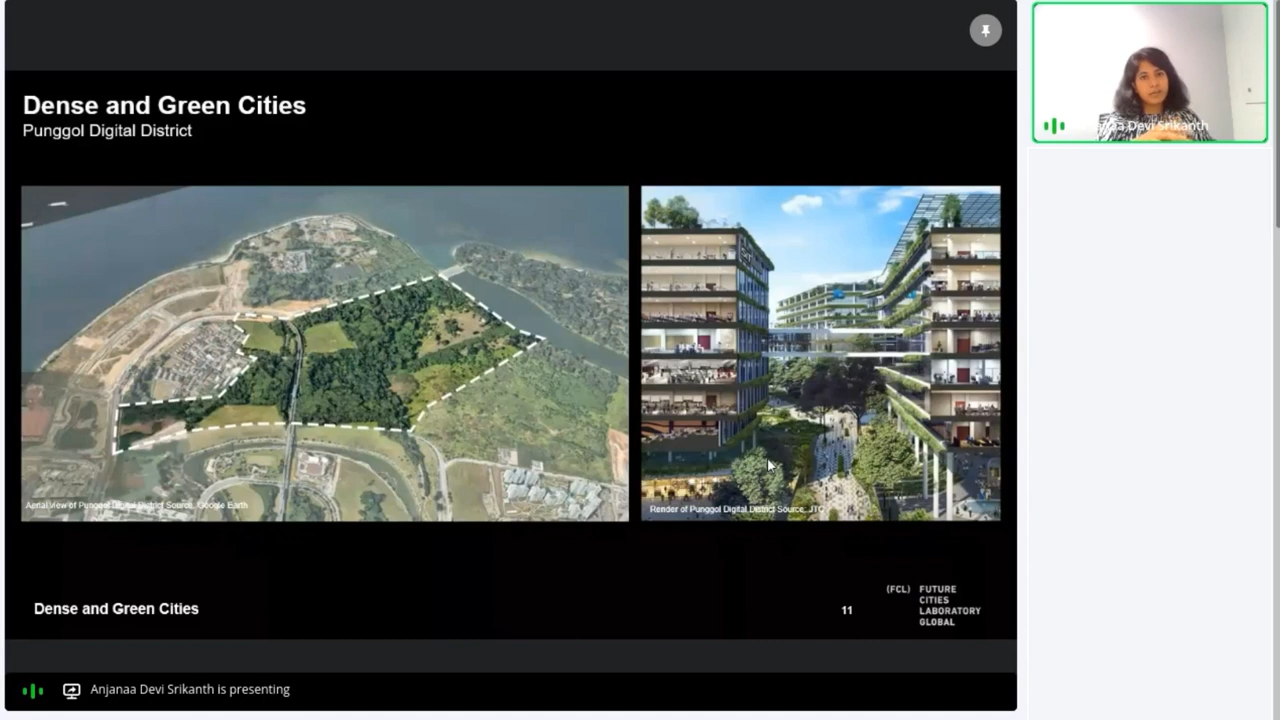 Dense and Green Cities
Punggol Digital District
Devi Srikanth
Aerial view of Punggol Digital District Source: Google Earth
Render of Punggol Digital District Source: JTC
Dense and Green Cities
11
(FCL) FUTURE
CITIES
LABORATORY
GLOBAL
Anjanaa Devi Srikanth is presenting